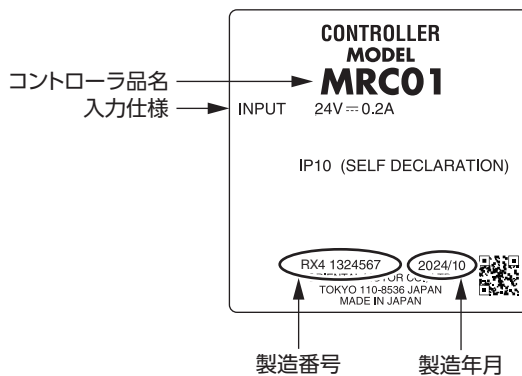 CONTROLLER
MODEL
コントローラ品名
MRC01
入力仕様
INPUT 24V⎓0.2A
IP10 (SELF DECLARATION)
RX4 1324567 2024/10
TOKYO 110-8536 JAPAN
MADE IN JAPAN
製造番号 製造年月